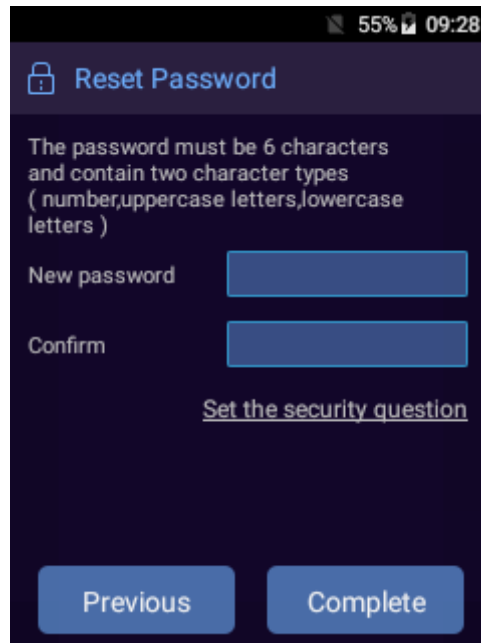 55% 09:28
Reset Password
The password must be 6 characters
and contain two character types
( number,uppercase letters,lowercase
letters )
New password
Confirm
Set the security question
Previous
Complete